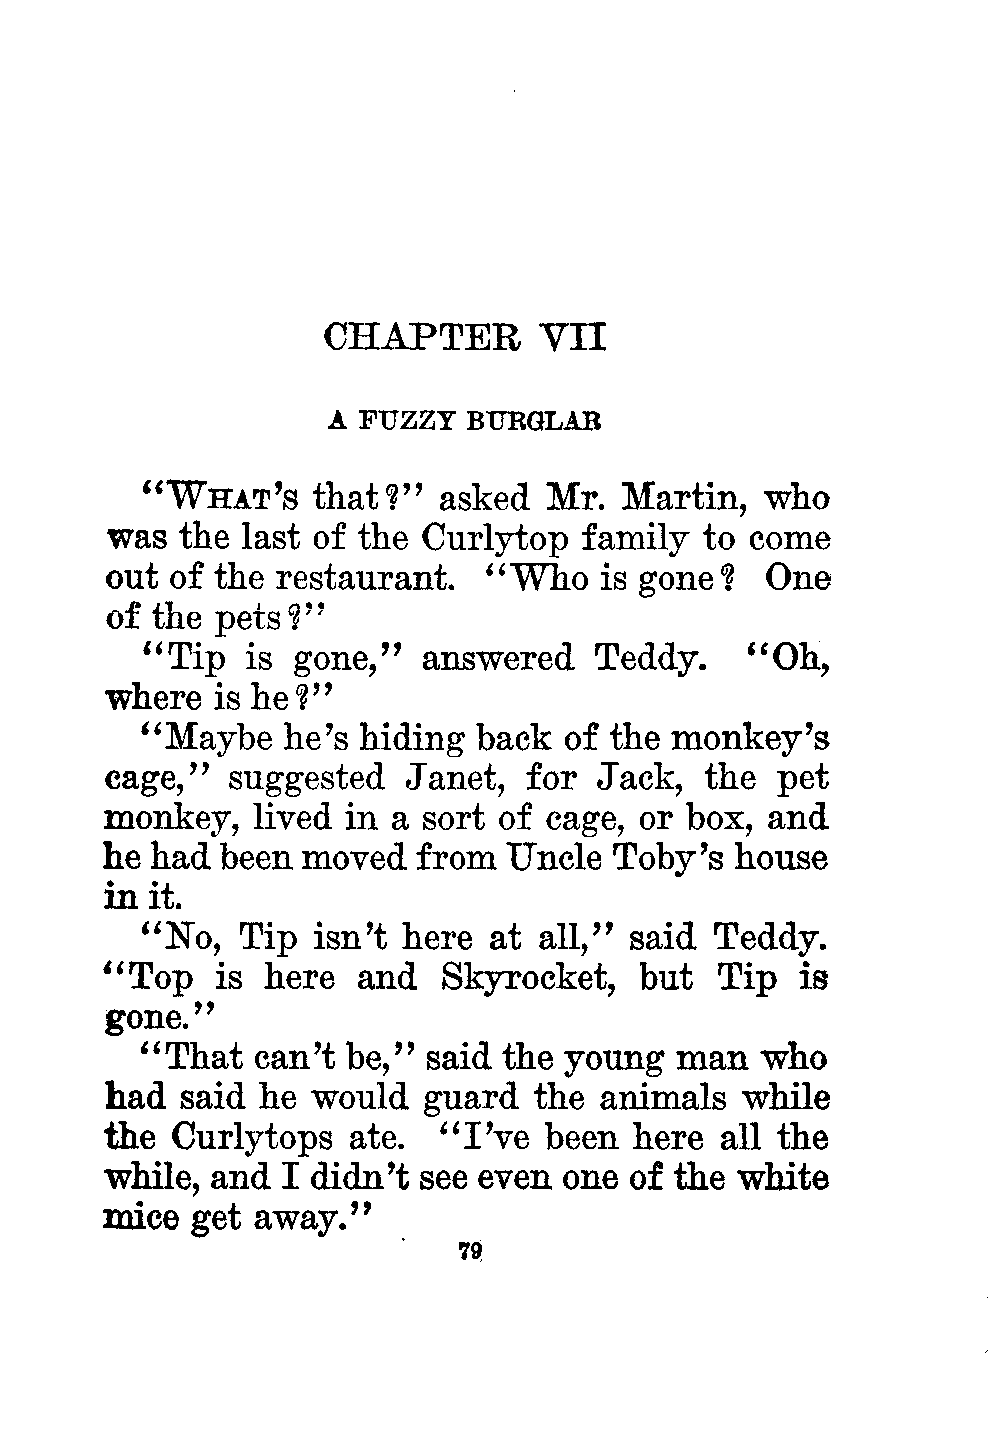 CHAPTER VII
A FUZZY BURGLAR
“WHAT’S that?” asked Mr. Martin, who
was the last of the Curlytop family to come
out of the restaurant. “Who is gone? One
of the pets?”
“Tip is gone,” answered Teddy. “Oh,
where is he?”
“Maybe he’s hiding back of the monkey’s
cage,” suggested Janet, for Jack, the pet
monkey, lived in a sort of cage, or box, and
he had been moved from Uncle Toby’s house
in it.
“No, Tip isn’t here at all,” said Teddy.
“Top is here and Skyrocket, but Tip is
gone.”
“That can’t be,” said the young man who
had said he would guard the animals while
the Curlytops ate. “I’ve been here all the
while, and I didn’t see even one of the white
mice get away.”
79